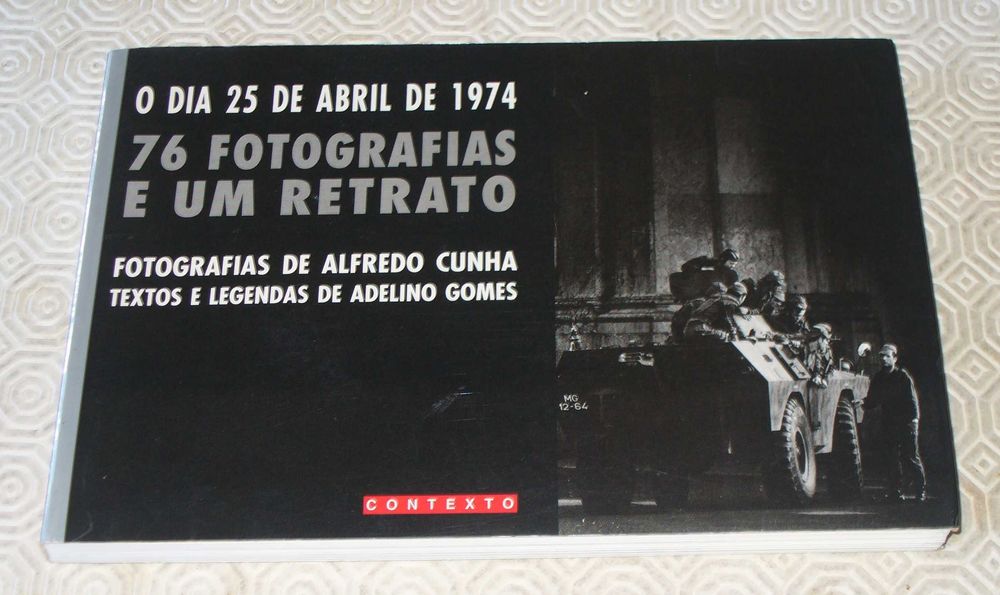 O DIA 25 DE ABRIL DE 1974
76 FOTOGRAFIAS
E UM RETRATO
FOTOGRAFIAS DE ALFREDO CUNHA
TEXTOS E LEGENDAS DE ADELINO GOMES
MG
12-64
CONTEXTO